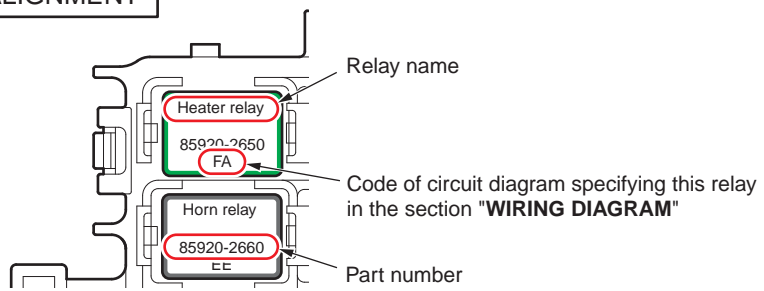 ALIGNMENT
Relay name
Heater relay
85920-2650
FA
Code of circuit diagram specifying this relay
in the section "WIRING DIAGRAM"
Horn relay
85920-2660
EE
Part number